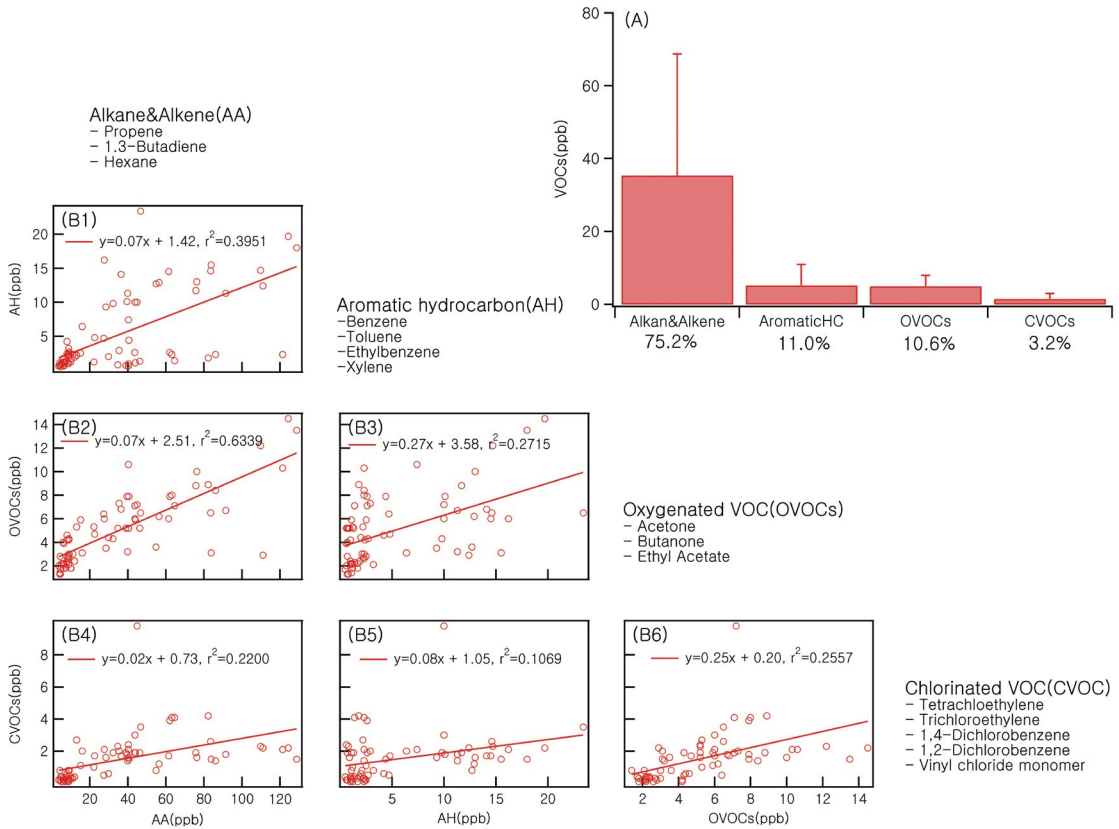 (A)
80
60
40
20
0
VOCs(ppb)
Alkan&Alkene
AromaticHC
OVOCs
CVOCs
75.2%
11.0%
10.6%
3.2%
Alkane&Alkene(AA)
- Propene
- 1.3-Butadiene
- Hexane
(B1)
y=0.07x + 1.42, r²=0.3951
20
15
10
5
AH(ppb)
Aromatic hydrocarbon(AH)
-Benzene
-Toluene
-Ethylbenzene
-Xylene
(B2)
y=0.07x + 2.51, r²=0.6339
14
12
10
8
6
4
2
OVOCs(ppb)
(B3)
y=0.27x + 3.58, r²=0.2715
Oxygenated VOC(OVOCs)
- Acetone
- Butanone
- Ethyl Acetate
(B4)
y=0.02x + 0.73, r²=0.2200
8
6
4
2
0
CVOCs(ppb)
20 40 60 80 100 120
AA(ppb)
(B5)
y=0.08x + 1.05, r²=0.1069
5 10 15 20
AH(ppb)
(B6)
y=0.25x + 0.20, r²=0.2557
2 4 6 8 10 12 14
OVOCs(ppb)
Chlorinated VOC(CVOC)
- Tetrachloethylene
- Trichloroethylene
- 1,4-Dichlorobenzene
- 1,2-Dichlorobenzene
- Vinyl chloride monomer